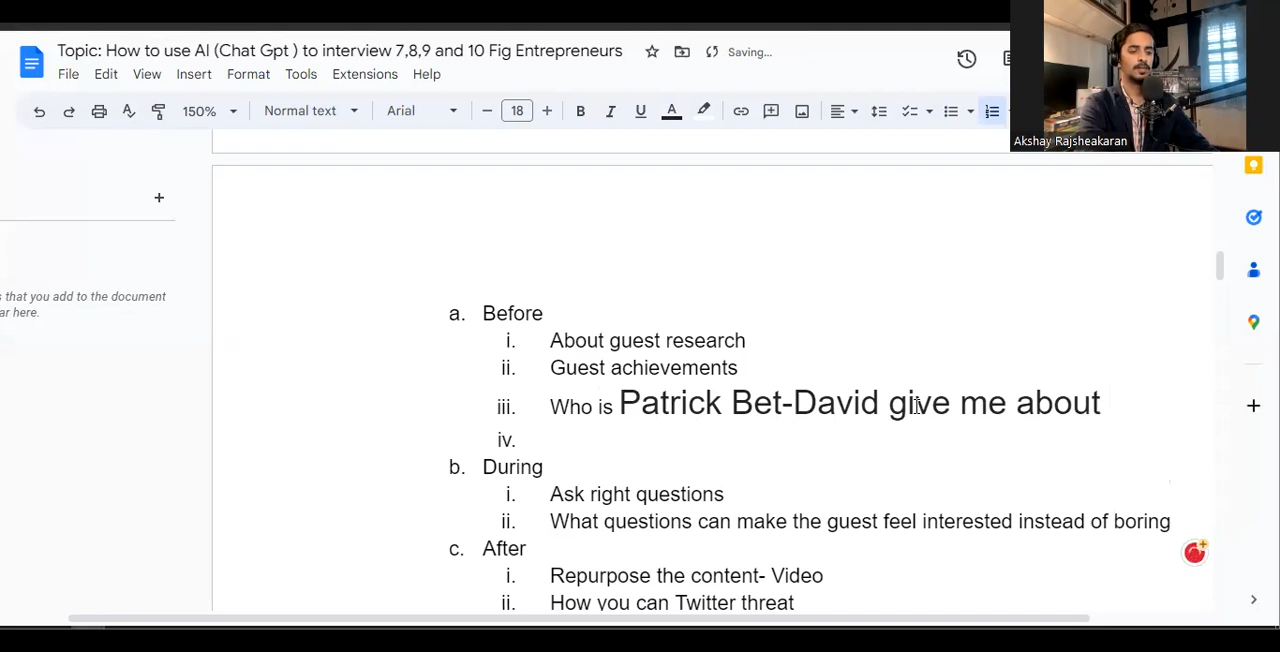 Topic: How to use AI (Chat Gpt ) to interview 7,8,9 and 10 Fig Entrepreneurs Saving...
File Edit View Insert Format Tools Extensions Help
150% Normal text Arial 18 B I U A
Akshay Rajsheakaran
s that you add to the document
ar here.
a. Before
i. About guest research
ii. Guest achievements
iii. Who is Patrick Bet-David give me about
iv.
b. During
i. Ask right questions
ii. What questions can make the guest feel interested instead of boring
c. After
i. Repurpose the content- Video
ii. How you can Twitter threat